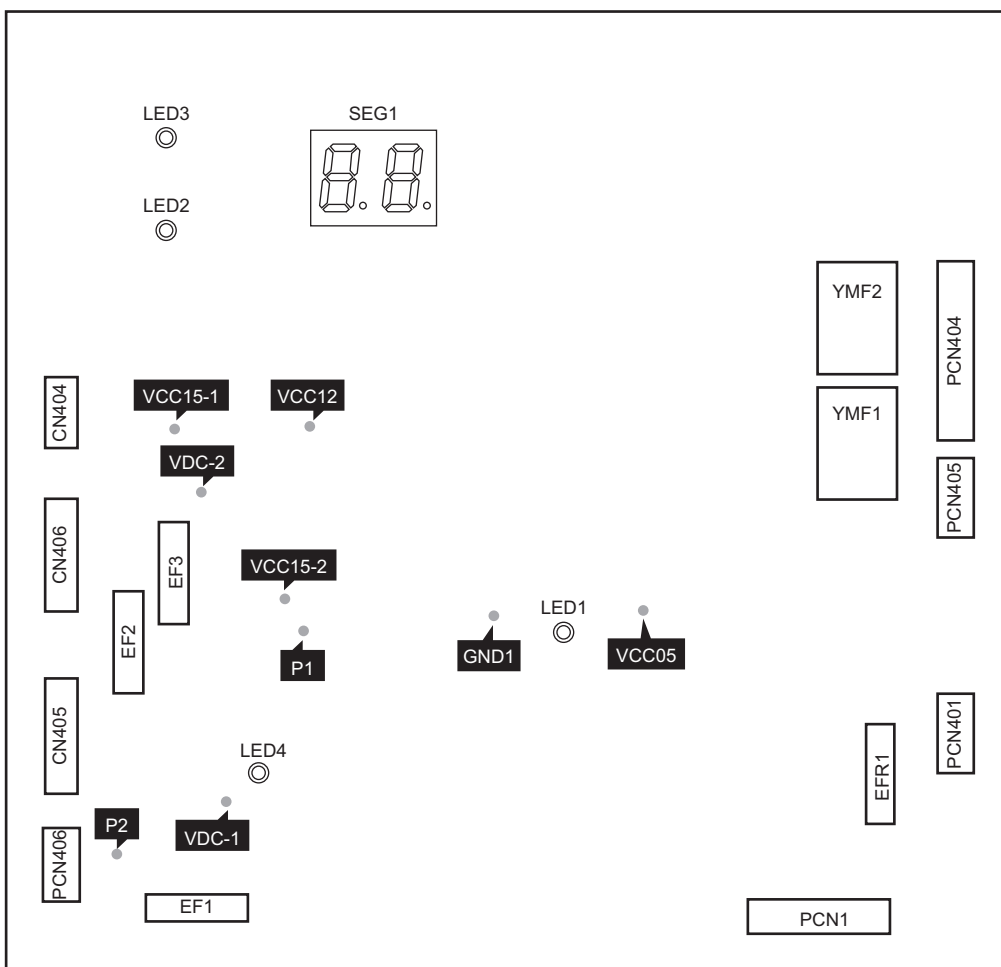 LED3
SEG1
LED2
YMF2
PCN404
CN404
VCC15-1
VCC12
YMF1
VDC-2
PCN405
CN406
EF3
VCC15-2
EF2
LED1
GND1
VCC05
P1
CN405
PCN401
EFR1
LED4
P2
VDC-1
PCN406
EF1
PCN1